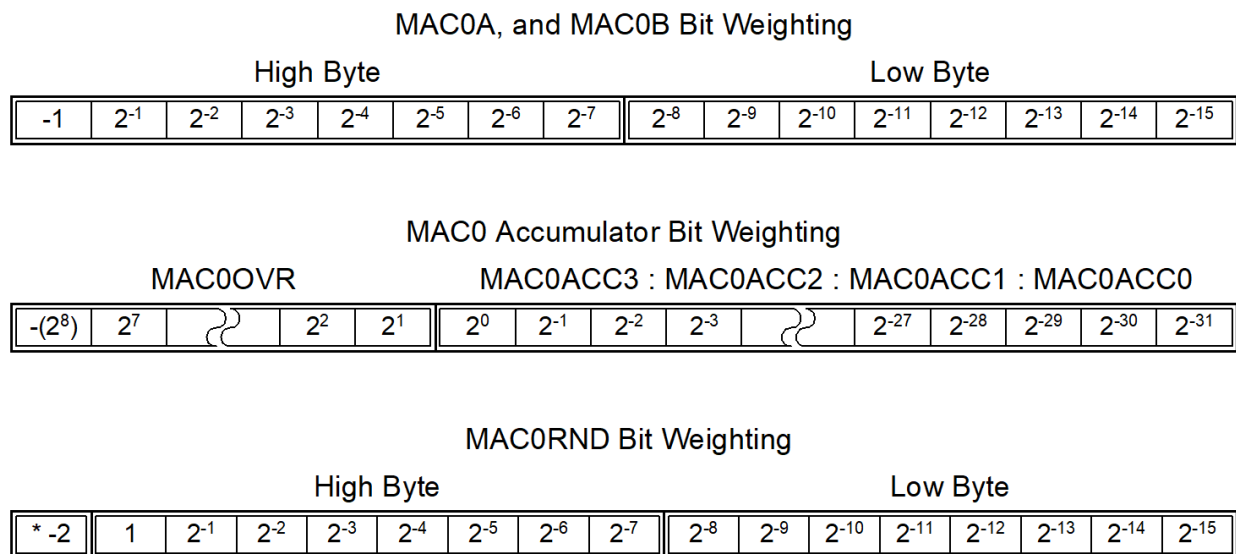 MAC0A, and MAC0B Bit Weighting
High Byte Low Byte
-1 2⁻¹ 2⁻² 2⁻³ 2⁻⁴ 2⁻⁵ 2⁻⁶ 2⁻⁷ 2⁻⁸ 2⁻⁹ 2⁻¹⁰ 2⁻¹¹ 2⁻¹² 2⁻¹³ 2⁻¹⁴ 2⁻¹⁵
MAC0 Accumulator Bit Weighting
MAC0OVR MAC0ACC3 : MAC0ACC2 : MAC0ACC1 : MAC0ACC0
-(2⁸) 2⁷ 2² 2¹ 2⁰ 2⁻¹ 2⁻² 2⁻³ 2⁻²⁷ 2⁻²⁸ 2⁻²⁹ 2⁻³⁰ 2⁻³¹
MAC0RND Bit Weighting
High Byte Low Byte
* -2 1 2⁻¹ 2⁻² 2⁻³ 2⁻⁴ 2⁻⁵ 2⁻⁶ 2⁻⁷ 2⁻⁸ 2⁻⁹ 2⁻¹⁰ 2⁻¹¹ 2⁻¹² 2⁻¹³ 2⁻¹⁴ 2⁻¹⁵